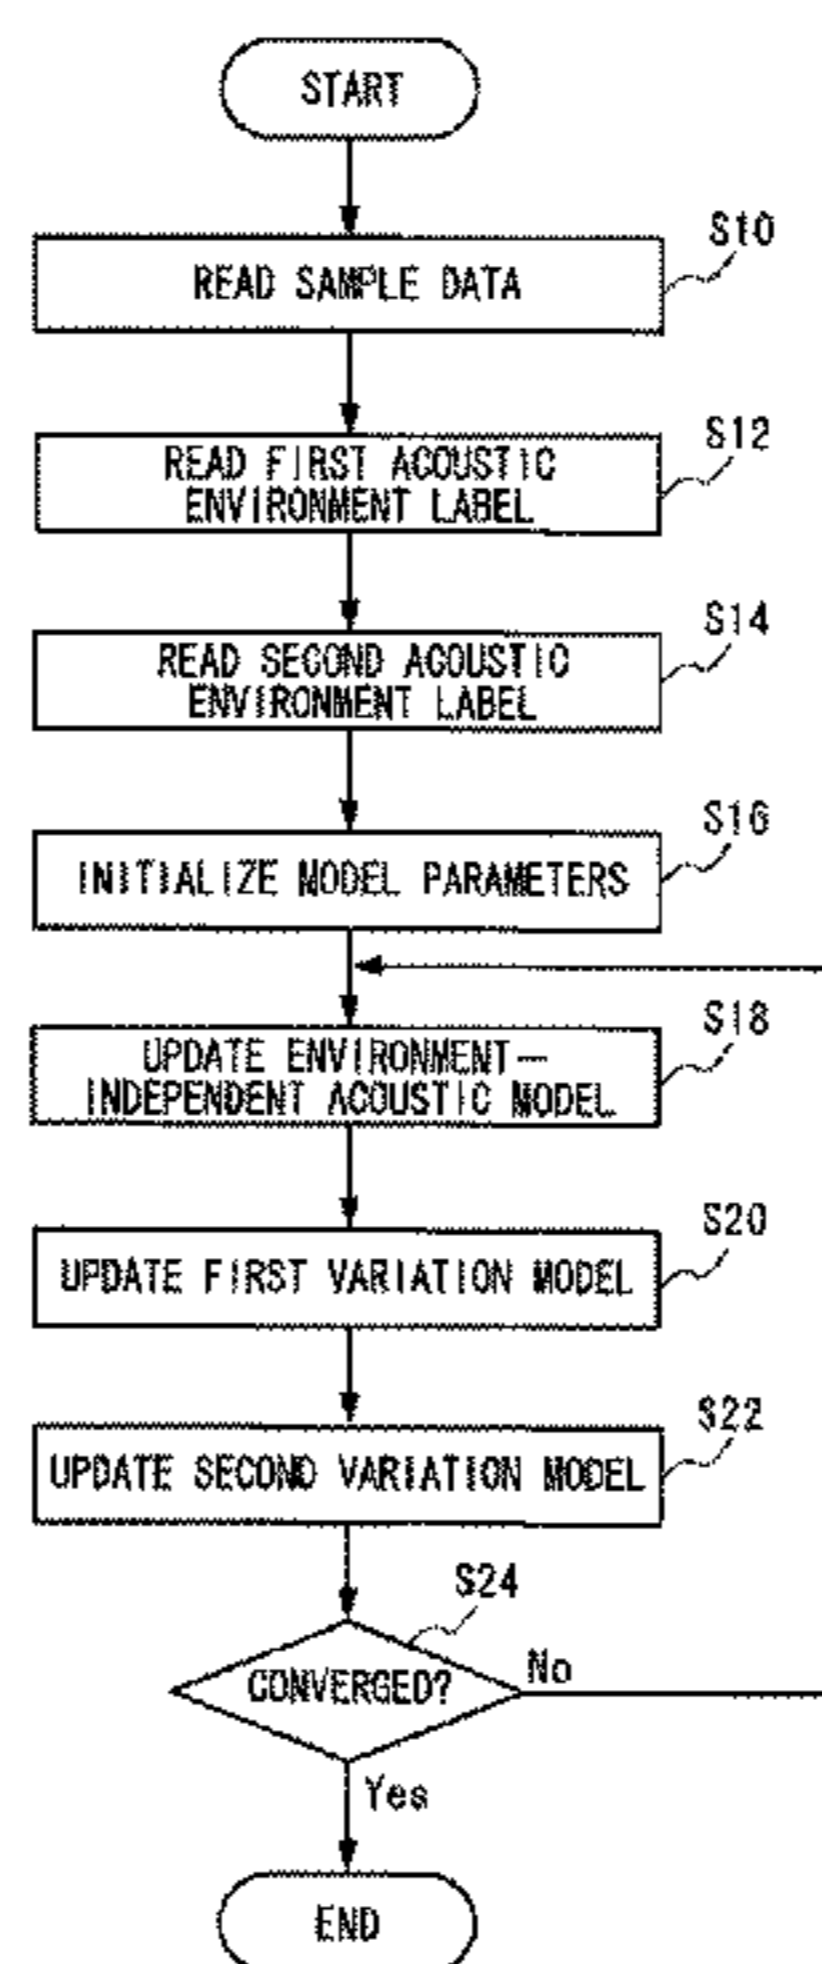 START
S10
READ SAMPLE DATA
S12
READ FIRST ACOUSTIC
ENVIRONMENT LABEL
S14
READ SECOND ACOUSTIC
ENVIRONMENT LABEL
S16
INITIALIZE MODEL PARAMETERS
S18
UPDATE ENVIRONMENT—
INDEPENDENT ACOUSTIC MODEL
S20
UPDATE FIRST VARIATION MODEL
S22
UPDATE SECOND VARIATION MODEL
S24
CONVERGED?
No
Yes
END